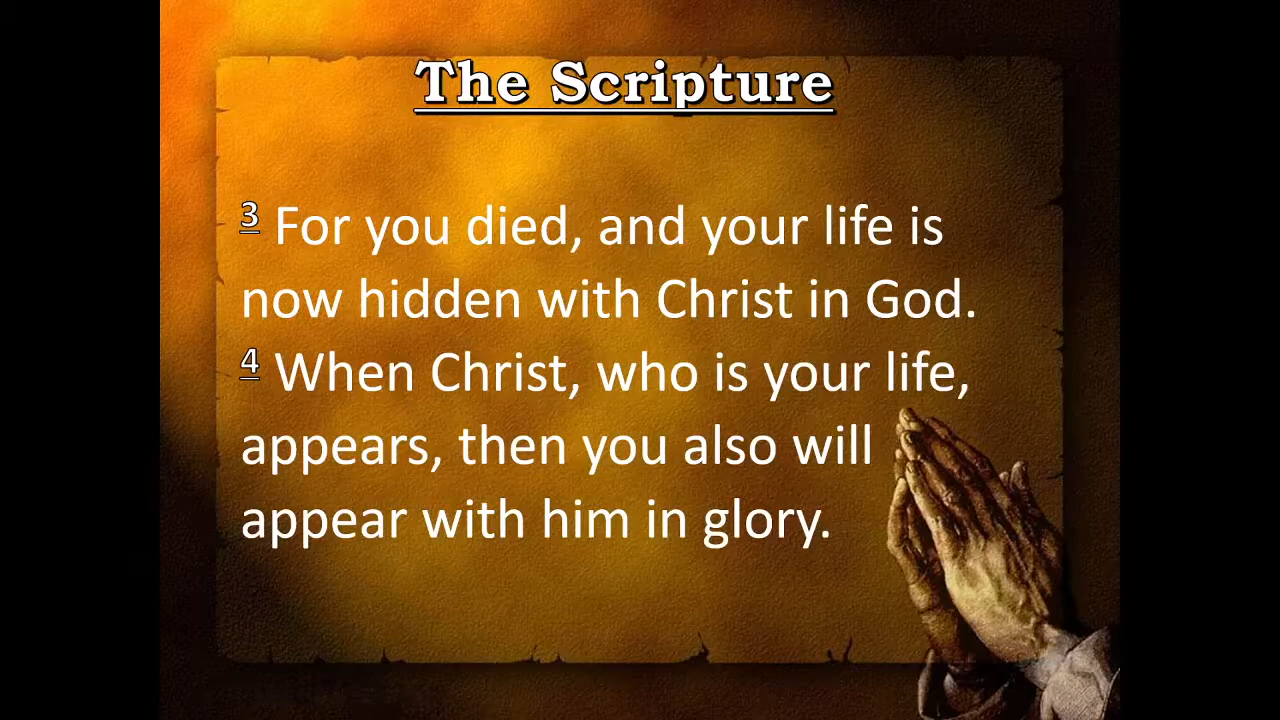 The Scripture
3 For you died, and your life is
now hidden with Christ in God.
4 When Christ, who is your life,
appears, then you also will
appear with him in glory.